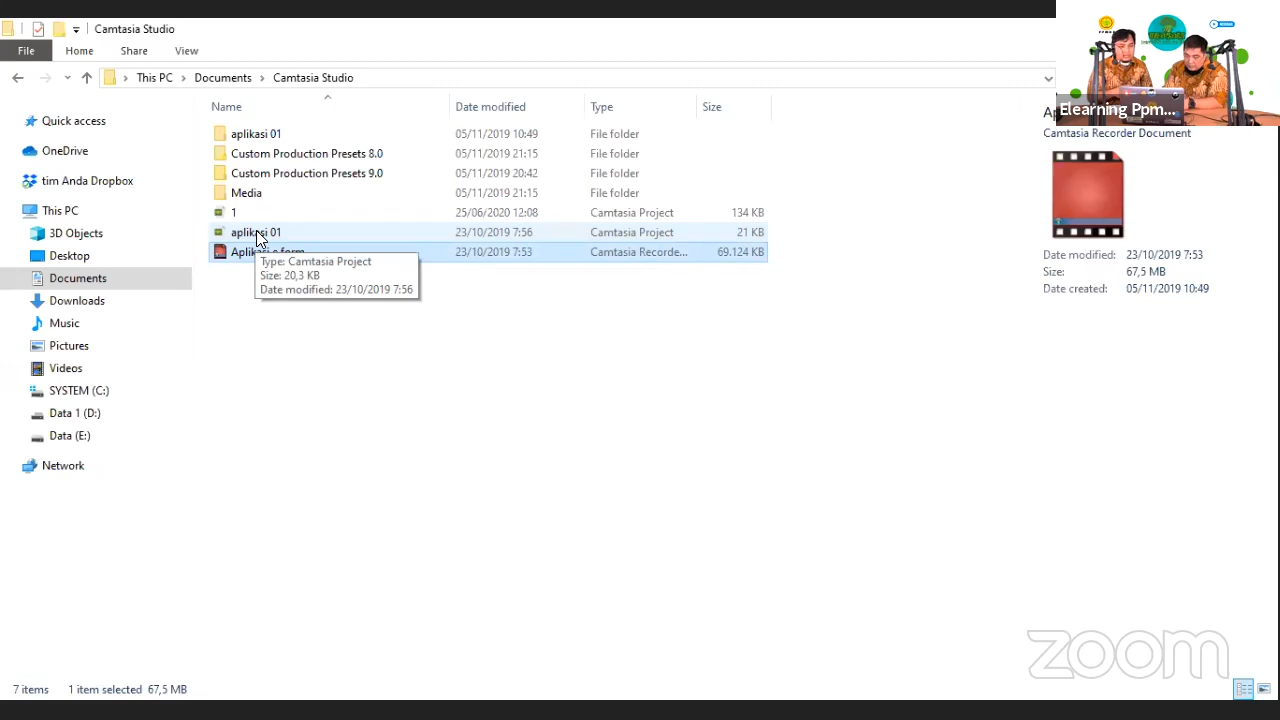 Camtasia Studio
File Home Share View
This PC Documents Camtasia Studio
Elearning Ppm...
Name Date modified Type Size
Quick access
OneDrive
tim Anda Dropbox
This PC
3D Objects
Desktop
Documents
Downloads
Music
Pictures
Videos
SYSTEM (C:)
Data 1 (D:)
Data (E:)
Network
aplikasi 01 05/11/2019 10:49 File folder
Custom Production Presets 8.0 05/11/2019 21:15 File folder
Custom Production Presets 9.0 05/11/2019 20:42 File folder
Media 05/11/2019 21:15 File folder
1 25/06/2020 12:08 Camtasia Project 134 KB
aplikasi 01 23/10/2019 7:56 Camtasia Project 21 KB
Aplikasi e form 23/10/2019 7:53 Camtasia Recorde... 69.124 KB
Type: Camtasia Project
Size: 20,3 KB
Date modified: 23/10/2019 7:56
Camtasia Recorder Document
Date modified: 23/10/2019 7:53
Size: 67,5 MB
Date created: 05/11/2019 10:49
zoom
7 items 1 item selected 67,5 MB